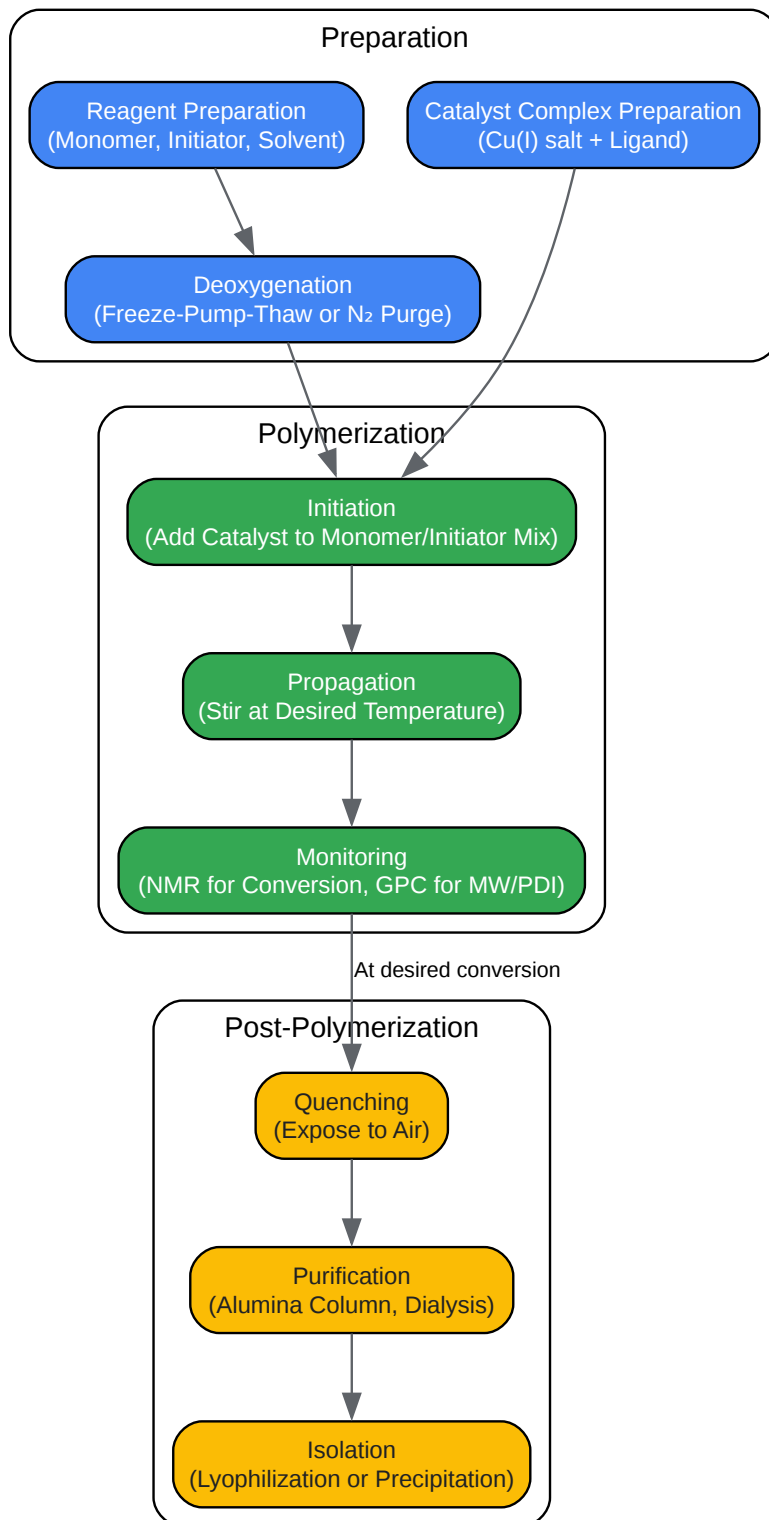 Preparation
Reagent Preparation
(Monomer, Initiator, Solvent)
Catalyst Complex Preparation
(Cu(I) salt + Ligand)
Deoxygenation
(Freeze-Pump-Thaw or N₂ Purge)
Polymerization
Initiation
(Add Catalyst to Monomer/Initiator Mix)
Propagation
(Stir at Desired Temperature)
Monitoring
(NMR for Conversion, GPC for MW/PDI)
At desired conversion
Post-Polymerization
Quenching
(Expose to Air)
Purification
(Alumina Column, Dialysis)
Isolation
(Lyophilization or Precipitation)